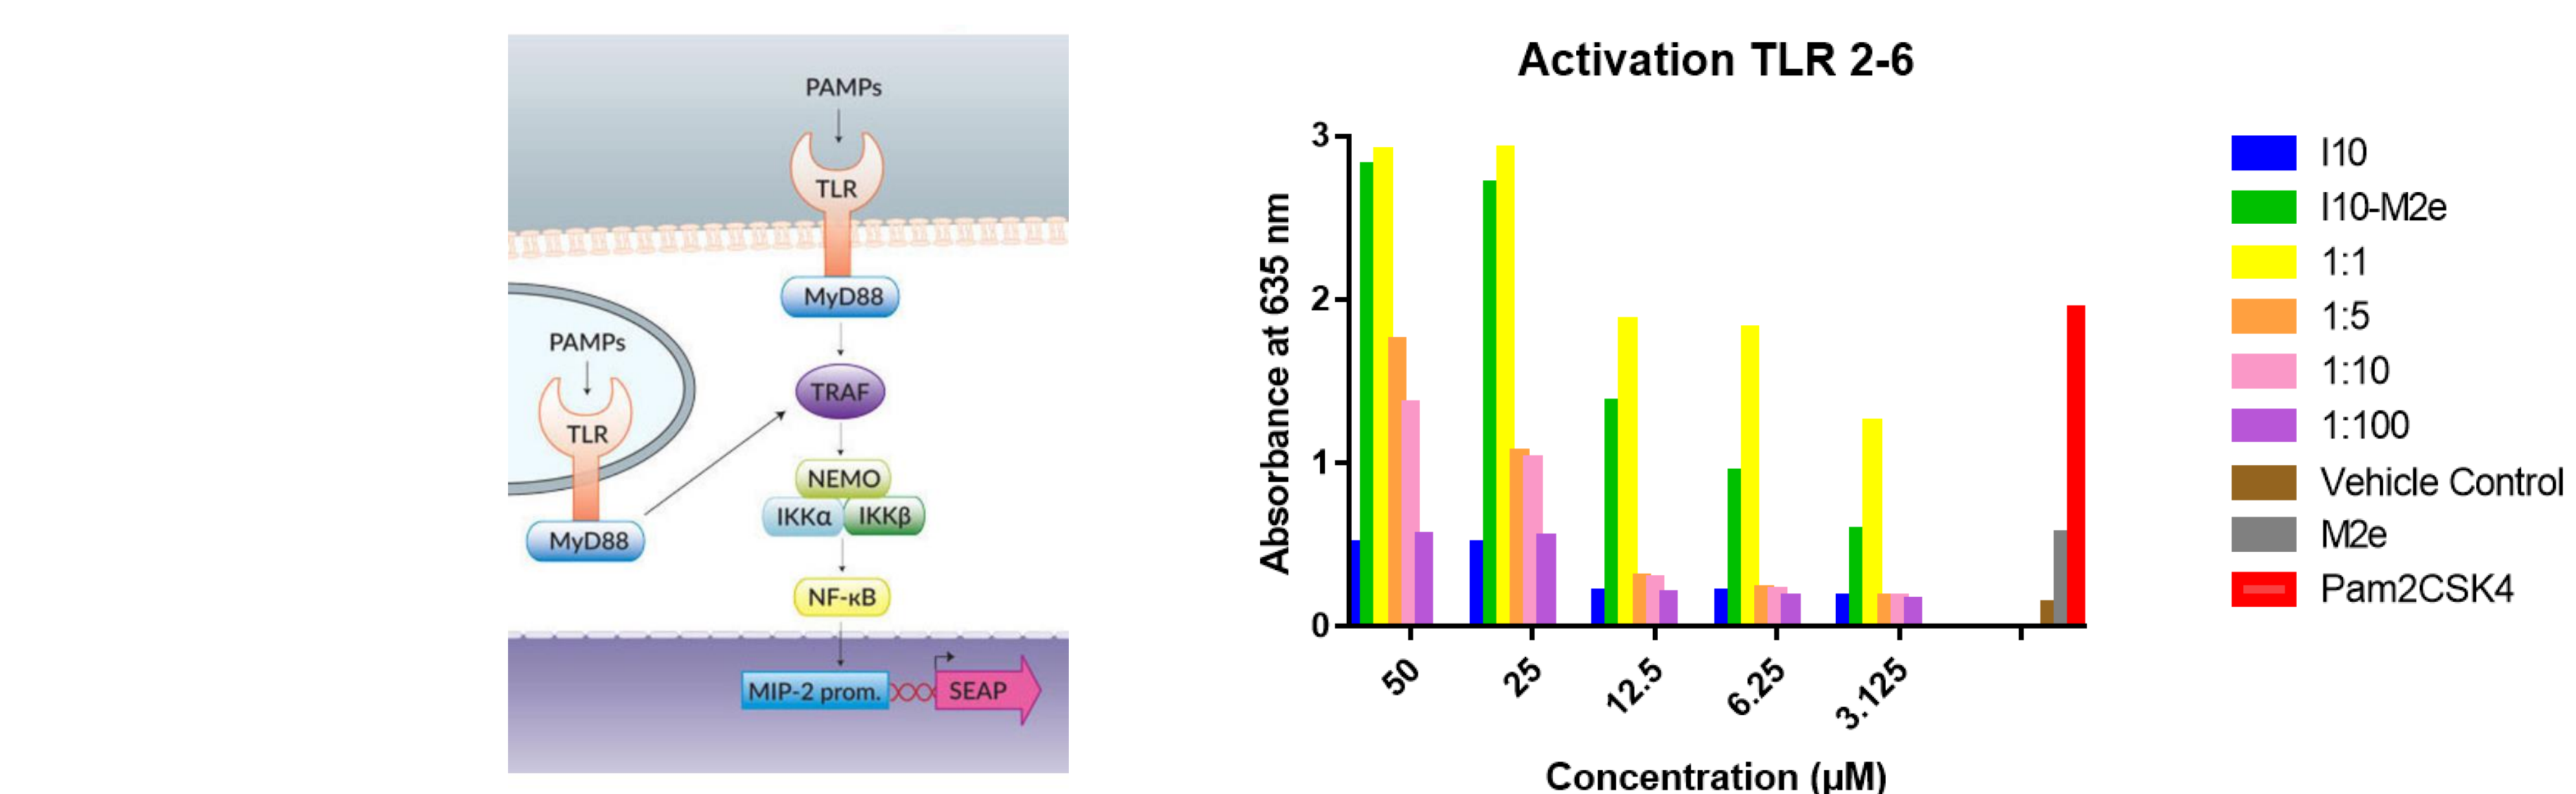 PAMPs
TLR
MyD88
PAMPs
TLR
MyD88
TRAF
NEMO
IKKα IKKβ
NF-κB
MIP-2 prom. SEAP
Activation TLR 2-6
Absorbance at 635 nm
3
2
1
0
50 25 12.5 6.25 3.125
Concentration (µM)
I10
I10-M2e
1:1
1:5
1:10
1:100
Vehicle Control
M2e
Pam2CSK4